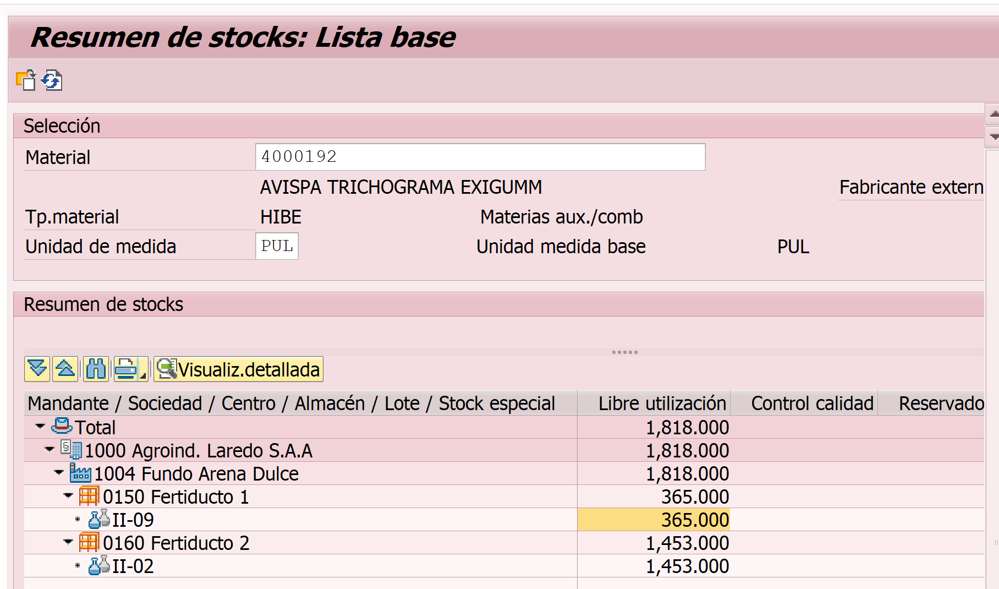 Resumen de stocks: Lista base
Selección
Material 4000192
AVISPA TRICHOGRAMA EXIGUMM Fabricante extern
Tp.material HIBE Materias aux./comb
Unidad de medida PUL Unidad medida base PUL
Resumen de stocks
Visualiz.detallada
Mandante / Sociedad / Centro / Almacén / Lote / Stock especial Libre utilización Control calidad Reservado
Total 1,818.000
1000 Agroind. Laredo S.A.A 1,818.000
1004 Fundo Arena Dulce 1,818.000
0150 Fertiducto 1 365.000
II-09 365.000
0160 Fertiducto 2 1,453.000
II-02 1,453.000